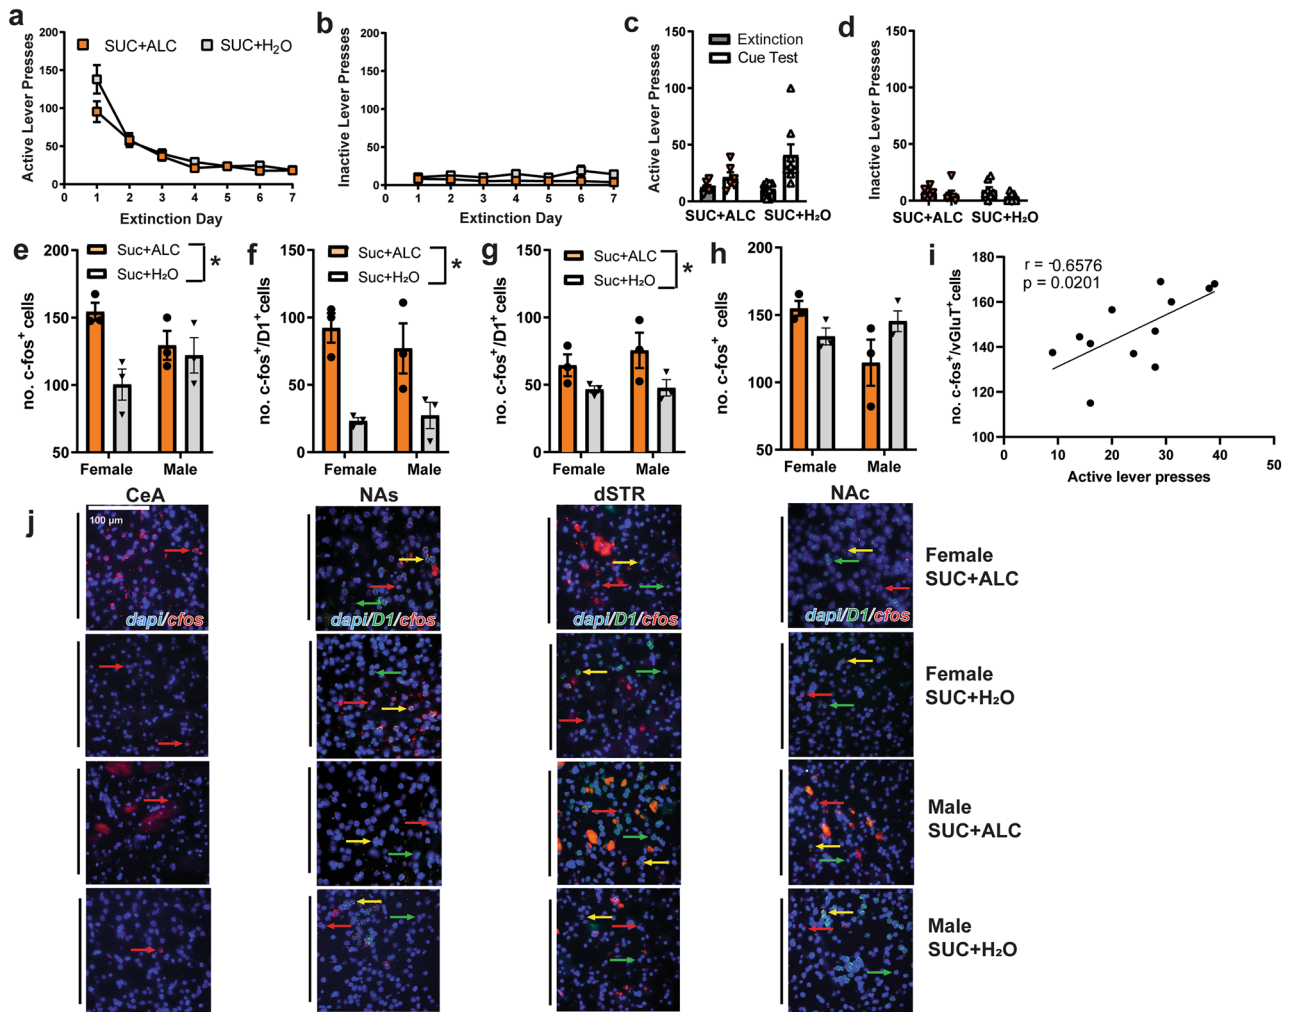 a
Active Lever Presses
200
150
100
50
0
SUC+ALC
SUC+H₂O
0 1 2 3 4 5 6 7
Extinction Day
b
Inactive Lever Presses
200
150
100
50
0
0 1 2 3 4 5 6 7
Extinction Day
c
Active Lever Presses
150
100
50
0
Extinction
Cue Test
SUC+ALC SUC+H₂O
d
Inactive Lever Presses
150
100
50
0
SUC+ALC SUC+H₂O
e
no. c-fos⁺ cells
200
150
100
50
Suc+ALC
Suc+H₂O
*
Female Male
f
no. c-fos⁺/D1⁺cells
150
100
50
0
Suc+ALC
Suc+H₂O
*
Female Male
g
no. c-fos⁺/D1⁺cells
150
100
50
0
Suc+ALC
Suc+H₂O
*
Female Male
h
no. c-fos⁺ cells
200
150
100
50
Female Male
i
no. c-fos⁺/vGluT⁺cells
180
160
140
120
100
r = -0.6576
p = 0.0201
0 10 20 30 40 50
Active lever presses
j
CeA NAs dSTR NAc
100 µm
dapi/cfos
dapi/D1/cfos
dapi/D1/cfos
dapi/D1/cfos
Female
SUC+ALC
Female
SUC+H₂O
Male
SUC+ALC
Male
SUC+H₂O